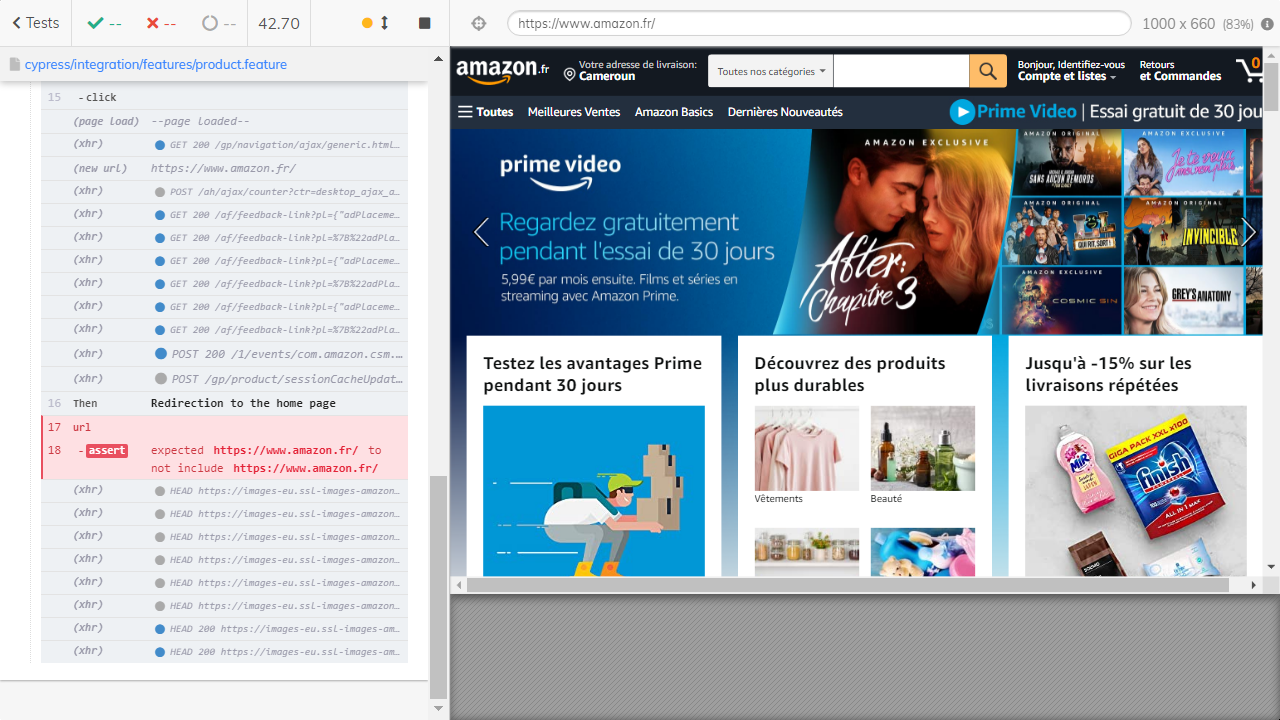 Tests
--
--
--
42.70
cypress/integration/features/product.feature
15 -click
(page load) --page loaded--
(xhr) GET 200 /gp/navigation/ajax/d…
(new url) https://www.amazon.fr/
(xhr) POST /ah/ajax/counter?ctr=desktop_ajax_a…
(xhr) GET 200 /af/feedback-link?pl={"adPlaceme…
(xhr) GET 200 /af/feedback-link?pl=%7B%22adPla…
(xhr) GET 200 /af/feedback-link?pl={"adPlaceme…
(xhr) GET 200 /af/feedback-link?pl=%7B%22adPla…
(xhr) GET 200 /af/feedback-link?pl={"adPlaceme…
(xhr) GET 200 /af/feedback-link?pl=%7B%22adPla…
(xhr) POST 200 /1/events/com.amazon.csm.…
(xhr) POST /gp/product/sessionCacheUpdat…
16 Then Redirection to the home page
17 url
18 -assert expected https://www.amazon.fr/ to
not include https://www.amazon.fr/
(xhr) HEAD https://images-eu.ssl-images-amazon…
(xhr) HEAD https://images-eu.ssl-images-amazon…
(xhr) HEAD https://images-eu.ssl-images-amazon…
(xhr) HEAD https://images-eu.ssl-images-amazon…
(xhr) HEAD https://images-eu.ssl-images-amazon…
(xhr) HEAD https://images-eu.ssl-images-amazon…
(xhr) HEAD 200 https://images-eu.ssl-images-am…
(xhr) HEAD 200 https://images-eu.ssl-images-am…
https://www.amazon.fr/
1000 x 660 (83%)
amazon.fr
Votre adresse de livraison:
Cameroun
Toutes nos catégories
Bonjour, Identifiez-vous
Compte et listes
Retours
et Commandes
0
Toutes
Meilleures Ventes
Amazon Basics
Dernières Nouveautés
Prime Video | Essai gratuit de 30 jou
prime video
Regardez gratuitement
pendant l'essai de 30 jours
5,99€ par mois ensuite. Films et séries en
streaming avec Amazon Prime.
AMAZON EXCLUSIVE
After:
Chapitre 3
AMAZON ORIGINAL
SANS AUCUN REMORDS
AMAZON EXCLUSIVE
Je te veux,
moi non plus
AMAZON ORIGINAL
LOL
QUI RIT, SORT !
AMAZON ORIGINAL
INVINCIBLE
AMAZON EXCLUSIVE
COSMIC SIN
GREY'S ANATOMY
Testez les avantages Prime
pendant 30 jours
Découvrez des produits
plus durables
Vêtements
Beauté
Jusqu'à -15% sur les
livraisons répétées
MIR
GIGA PACK XXL x100
finish
ALL IN 1 MAX